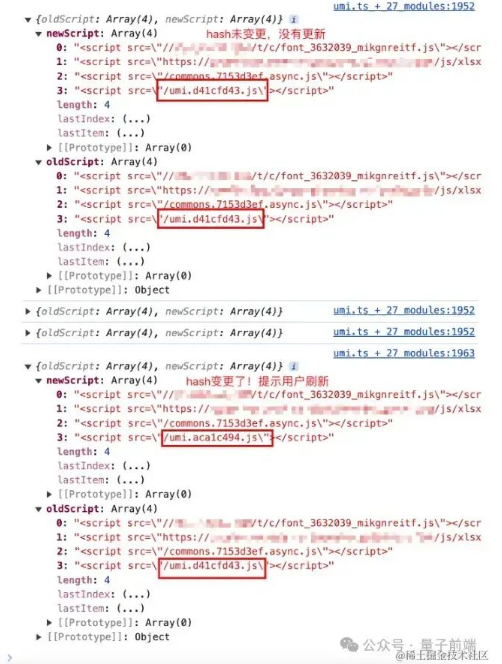 umi.ts + 27 modules:1952
▼ {oldScript: Array(4), newScript: Array(4)} i
▼ newScript: Array(4) hash未变更，没有更新
0: "<script src=\"// /t/c/font_3632039_mikgnreitf.js\"></scr
1: "<script src=\"https: js/xlsx
2: "<script src=\"/commons.7153d3ef.async.js\"></script>"
3: "<script src=\"/umi.d41cfd43.js\"></script>"
length: 4
lastIndex: (...)
lastItem: (...)
▶ [[Prototype]]: Array(0)
▼ oldScript: Array(4)
0: "<script src=\"// /t/c/font_3632039_mikgnreitf.js\"></scr
1: "<script src=\"https: /js/xlsx
2: "<script src=\"/commons.7153d3ef.async.js\"></script>"
3: "<script src=\"/umi.d41cfd43.js\"></script>"
length: 4
lastIndex: (...)
lastItem: (...)
▶ [[Prototype]]: Array(0)
▶ [[Prototype]]: Object
▶ {oldScript: Array(4), newScript: Array(4)} umi.ts + 27 modules:1952
▶ {oldScript: Array(4), newScript: Array(4)} umi.ts + 27 modules:1952
umi.ts + 27 modules:1963
▼ {oldScript: Array(4), newScript: Array(4)} i
▼ newScript: Array(4) hash变更了！提示用户刷新
0: "<script src=\"// /t/c/font_3632039_mikgnreitf.js\"></scr
1: "<script src=\"https: js/xlsx
2: "<script src=\"/commons.7153d3ef.async.js\"></script>"
3: "<script src=\"/umi.aca1c494.js\"></script>"
length: 4
lastIndex: (...)
lastItem: (...)
▶ [[Prototype]]: Array(0)
▼ oldScript: Array(4)
0: "<script src=\"// /t/c/font_3632039_mikgnreitf.js\"></scr
1: "<script src=\"https: js/xlsx
2: "<script src=\"/commons.7153d3ef.async.js\"></script>"
3: "<script src=\"/umi.d41cfd43.js\"></script>"
length: 4
lastIndex: (...)
lastItem: (...)
▶ [[Prototype]]: Array(0)
▶ [[Prototype]]: Object
公众号 · 量子前端
@稀土掘金技术社区